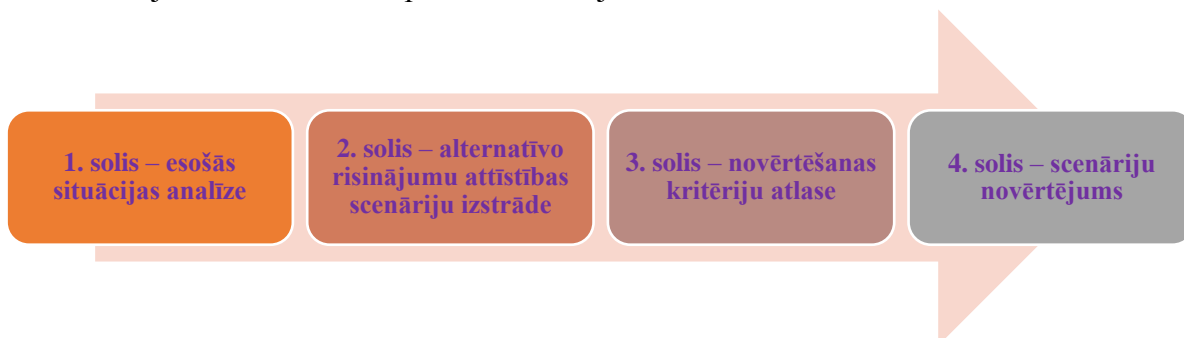 1. solis – esošās
situācijas analīze
2. solis – alternatīvo
risinājumu attīstības
scenāriju izstrāde
3. solis – novērtēšanas
kritēriju atlase
4. solis – scenāriju
novērtējums